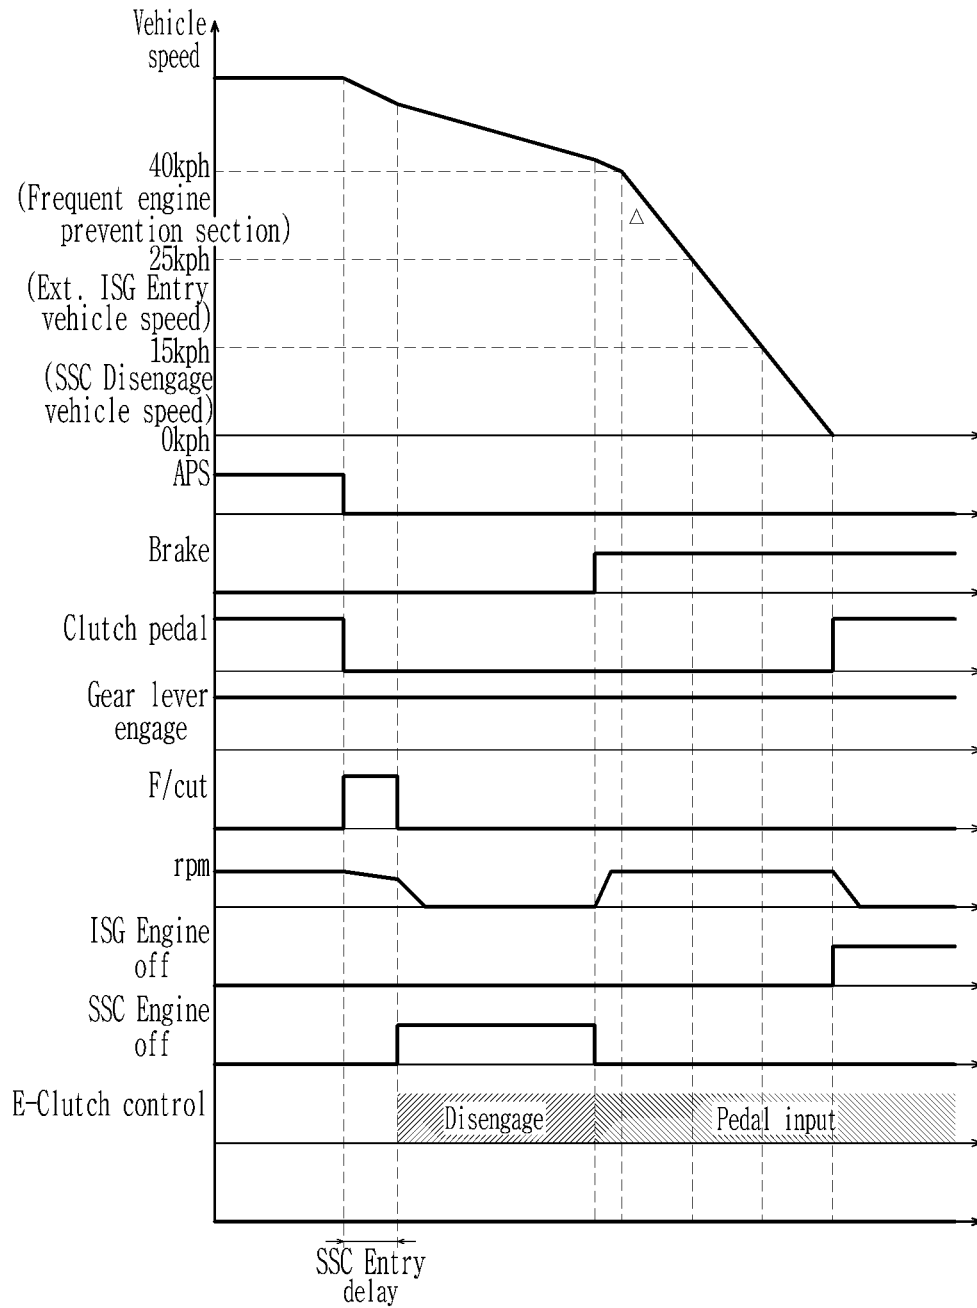 Vehicle
speed
40kph
(Frequent engine
prevention section)
25kph
(Ext. ISG Entry
vehicle speed)
15kph
(SSC Disengage
vehicle speed)
0kph
△
APS
Brake
Clutch pedal
Gear lever
engage
F/cut
rpm
ISG Engine
off
SSC Engine
off
E-Clutch control
Disengage
Pedal input
SSC Entry
delay